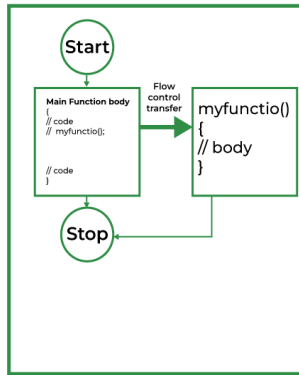 Start
Main Function body
{
// code
// myfunctio();
// code
}
Flow
control
transfer
myfunctio()
{
// body
}
Stop